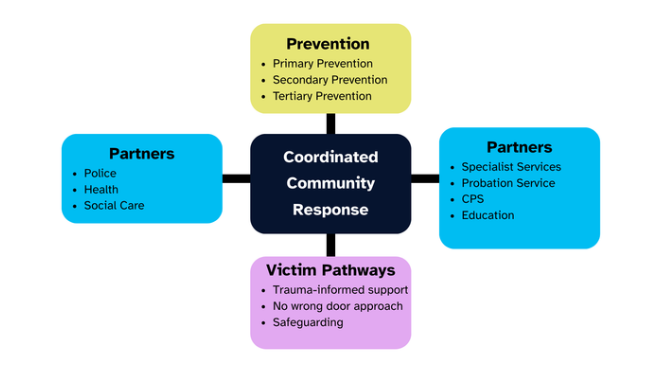 Prevention
• Primary Prevention
• Secondary Prevention
• Tertiary Prevention
Partners
• Police
• Health
• Social Care
Coordinated
Community
Response
Partners
• Specialist Services
• Probation Service
• CPS
• Education
Victim Pathways
• Trauma-informed support
• No wrong door approach
• Safeguarding